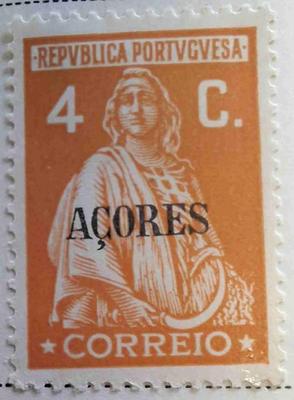 ·REPVBLICA PORTVGVESA·
4 C.
AÇORES
★ CORREIO ★